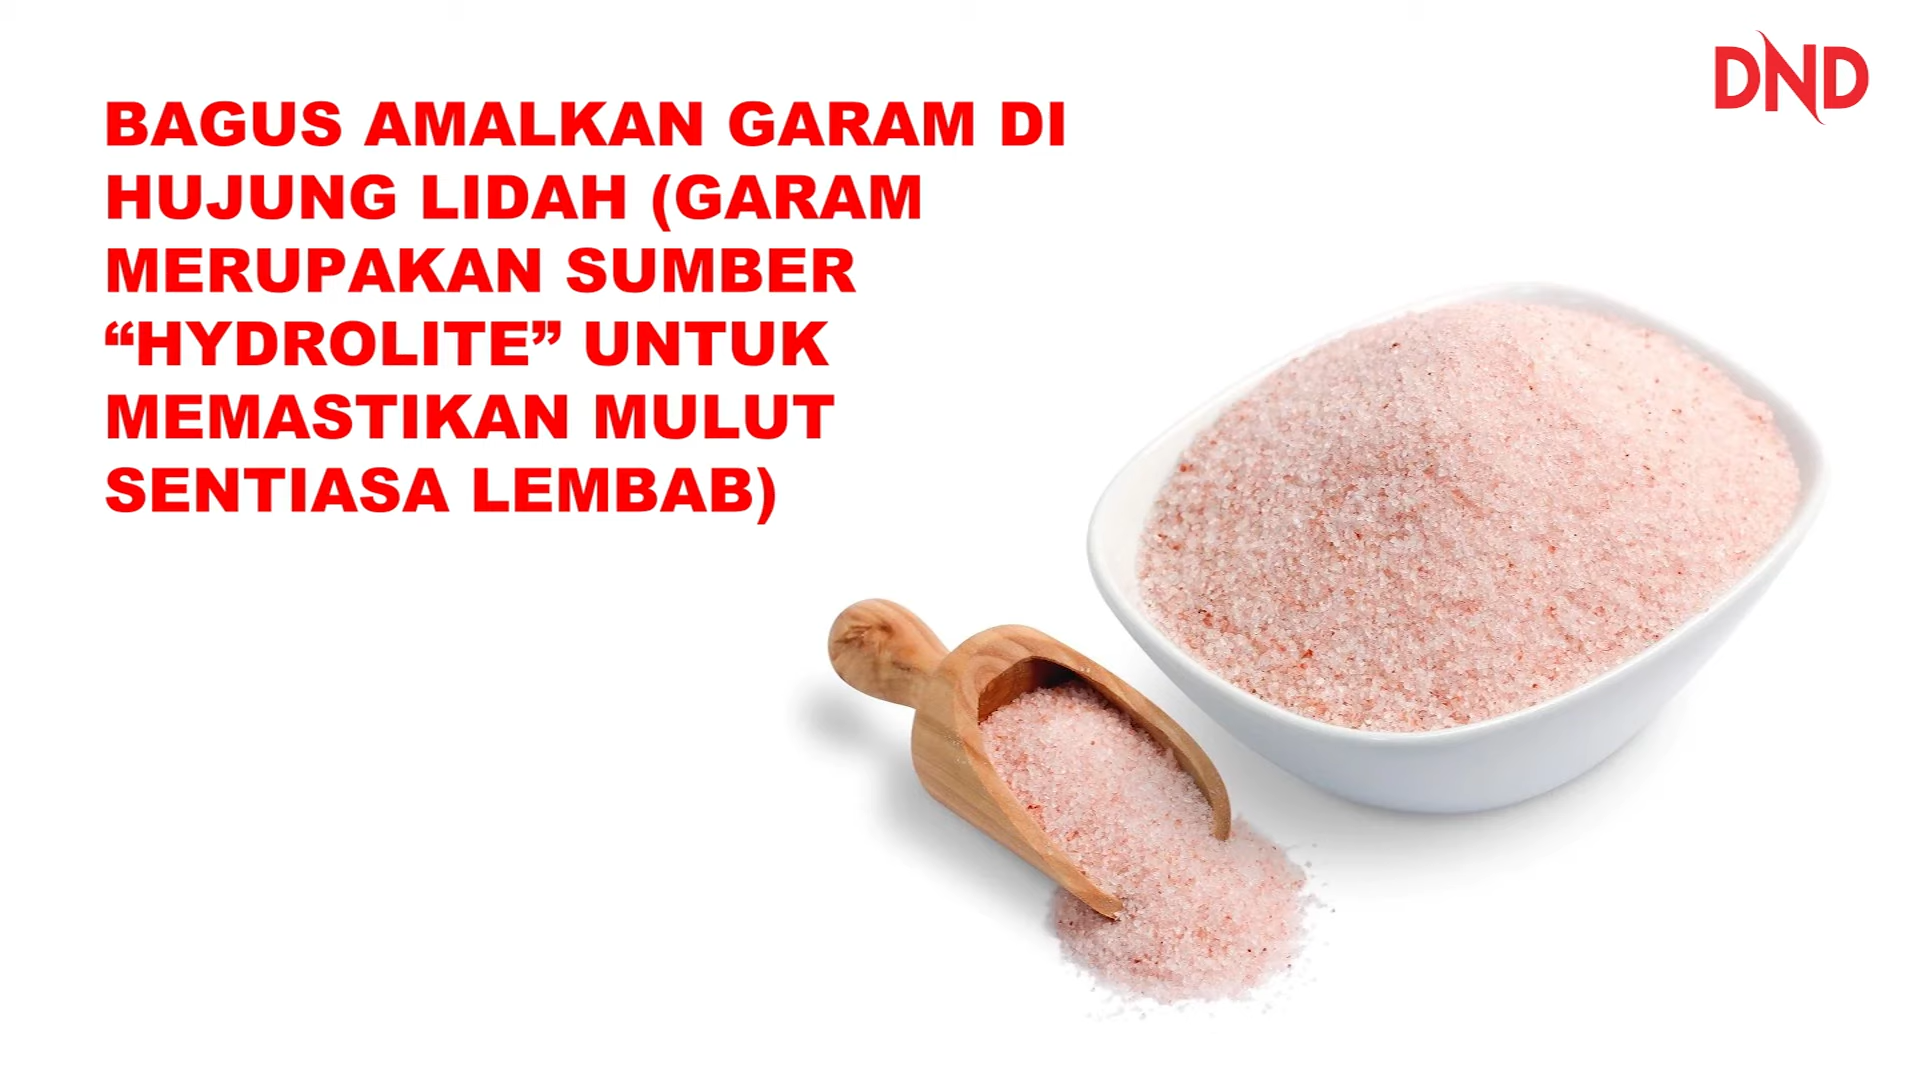 DND
BAGUS AMALKAN GARAM DI
HUJUNG LIDAH (GARAM
MERUPAKAN SUMBER
“HYDROLITE” UNTUK
MEMASTIKAN MULUT
SENTIASA LEMBAB)